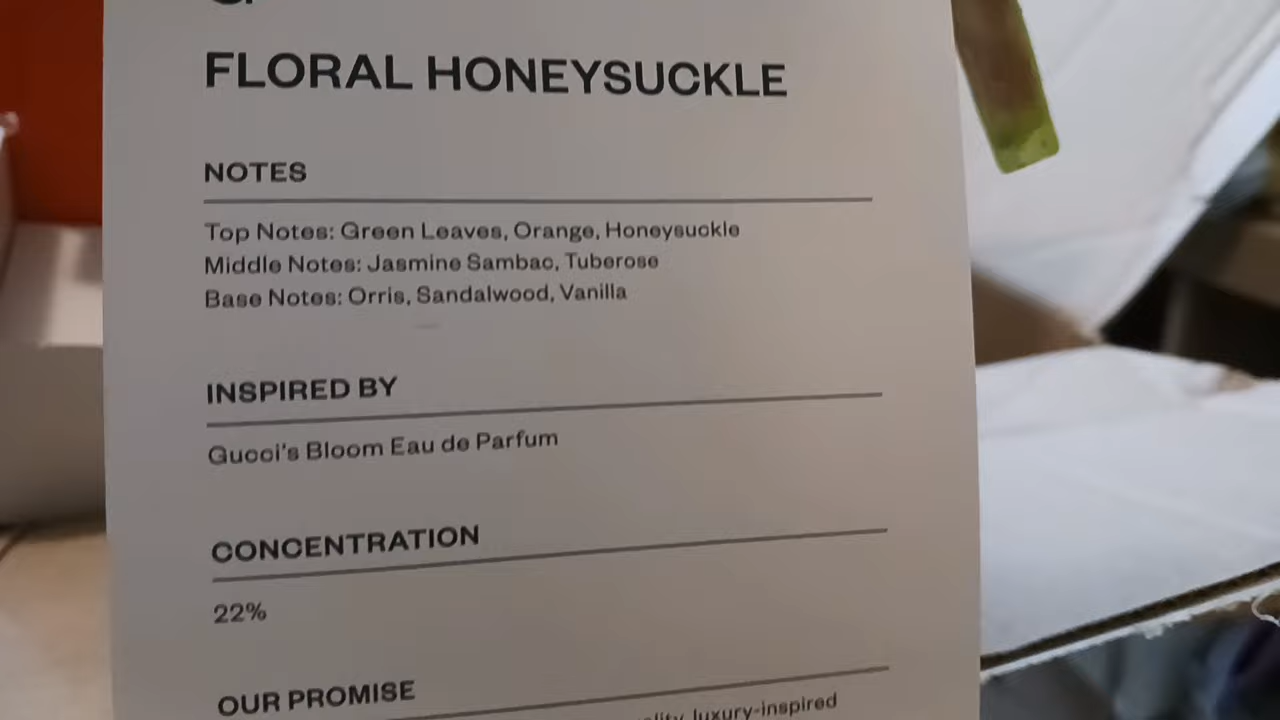 FLORAL HONEYSUCKLE
NOTES
Top Notes: Green Leaves, Orange, Honeysuckle
Middle Notes: Jasmine Sambac, Tuberose
Base Notes: Orris, Sandalwood, Vanilla
INSPIRED BY
Gucci's Bloom Eau de Parfum
CONCENTRATION
22%
OUR PROMISE
luxury-inspired